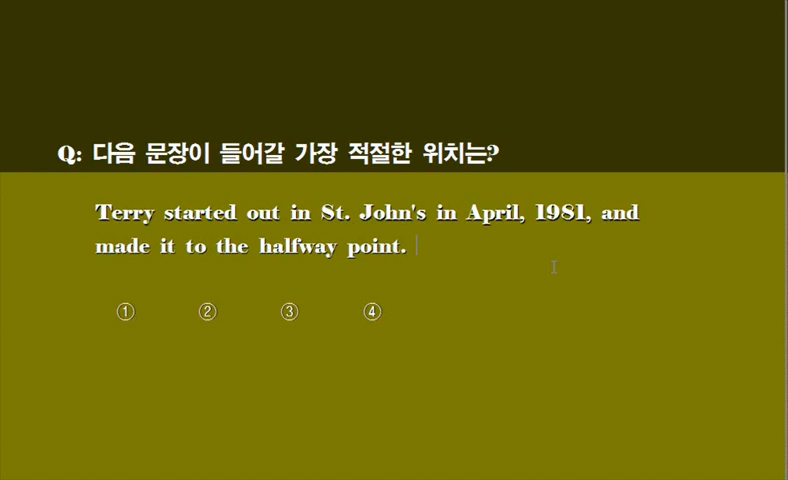 Q: 다음 문장이 들어갈 가장 적절한 위치는?
Terry started out in St. John's in April, 1981, and
made it to the halfway point.
① ② ③ ④